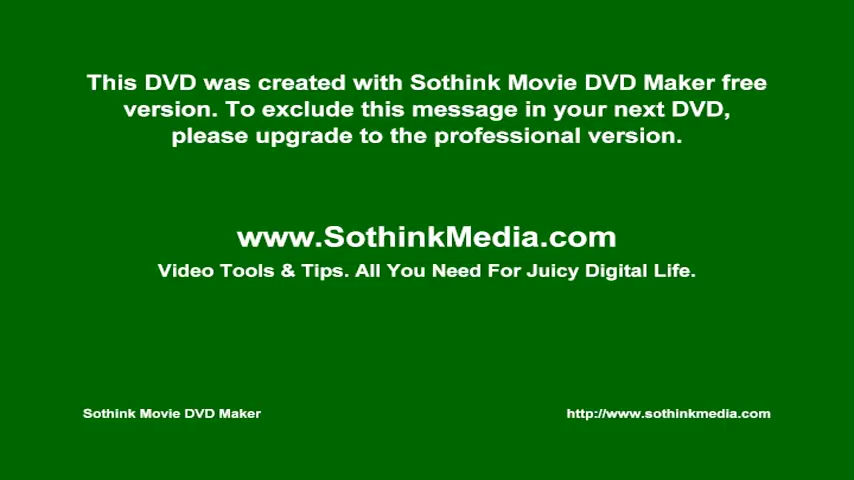 This DVD was created with Sothink Movie DVD Maker free
version. To exclude this message in your next DVD,
please upgrade to the professional version.
www.SothinkMedia.com
Video Tools & Tips. All You Need For Juicy Digital Life.
Sothink Movie DVD Maker
http://www.sothinkmedia.com